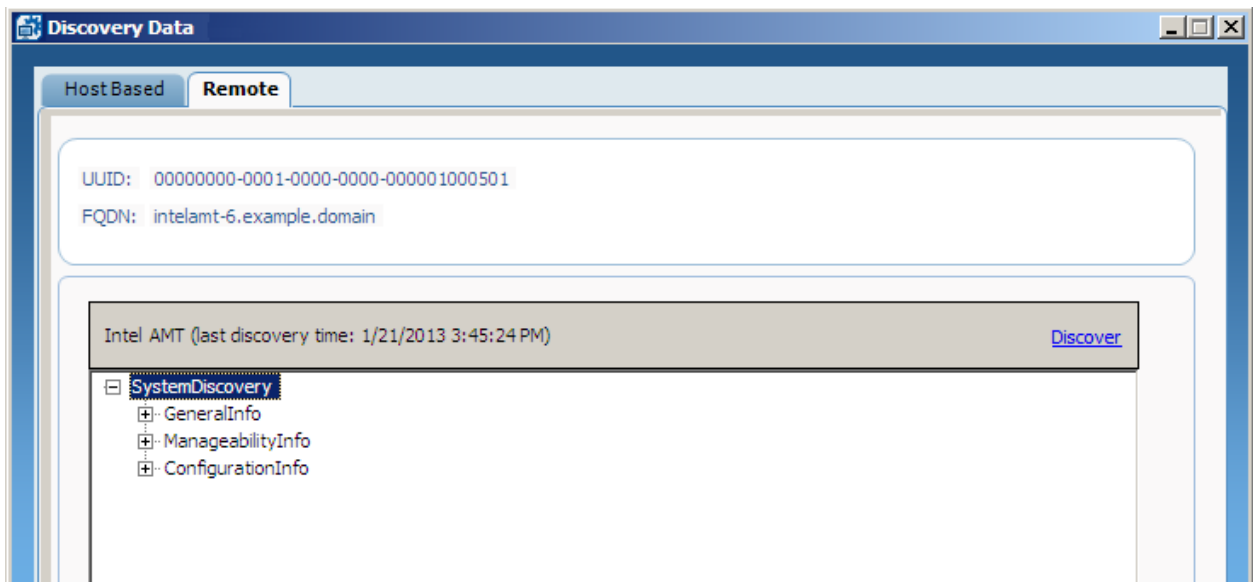 Discovery Data
Host Based Remote
UUID: 00000000-0001-0000-0000-000001000501
FQDN: intelamt-6.example.domain
Intel AMT (last discovery time: 1/21/2013 3:45:24 PM) Discover
SystemDiscovery
GeneralInfo
ManageabilityInfo
ConfigurationInfo